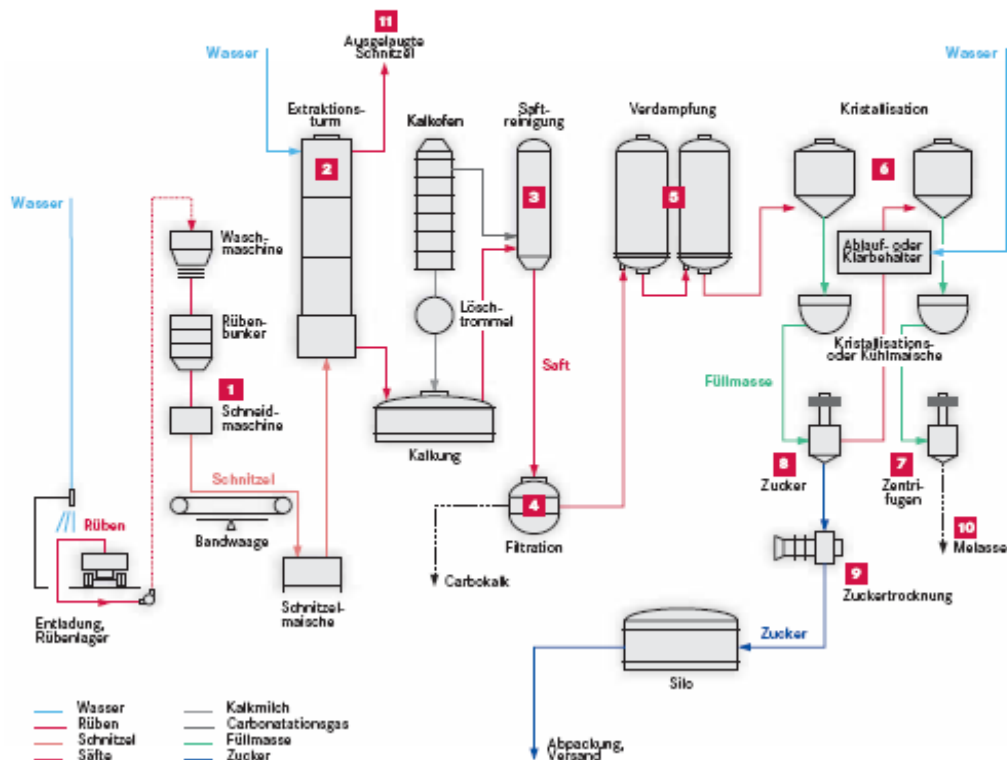 11
Ausgelaugte
Schnitzel
Wasser
Wasser
Extraktions-
turm
Kalkofen
Saft-
reinigung
Verdampfung
Kristallisation
2
3
5
6
Wasser
Wasch-
maschine
Ablauf- oder
Klärbehälter
Rüben-
bunker
Lösch-
trommel
Kristallisations-
oder Kühlmaische
1
Schneid-
maschine
Saft
Füllmasse
Kalkung
Schnitzel
8
Zucker
7
Zentri-
fugen
4
Filtration
Rüben
Bandwaage
10
Melasse
Carbokalk
9
Zuckertrocknung
Entladung,
Rübenlager
Schnitzel-
maische
Zucker
Silo
Abpackung,
Versand
Wasser
Rüben
Schnitzel
Säfte
Kalkmilch
Carbonatationsgas
Füllmasse
Zucker